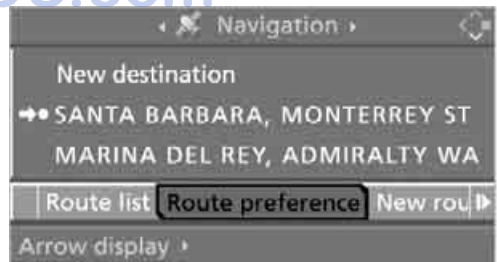 Navigation
New destination
SANTA BARBARA, MONTERREY ST
MARINA DEL REY, ADMIRALTY WA
Route list Route preference New rou
Arrow display